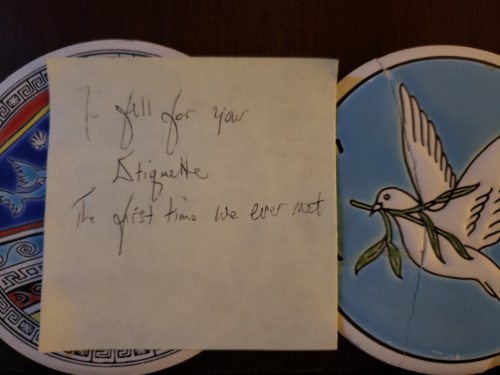 I fell for your
Etiquette
The first time we ever met